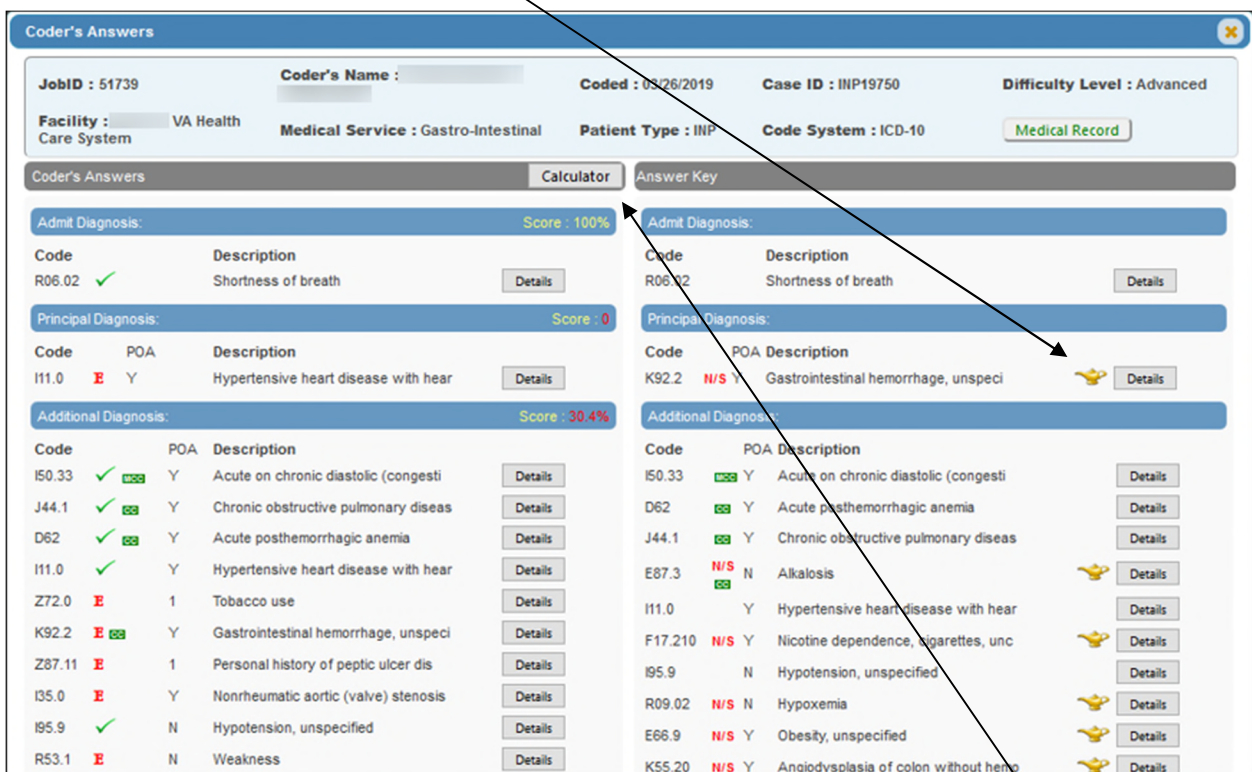 Coder's Answers
JobID : 51739
Coder's Name :
Coded : 03/26/2019
Case ID : INP19750
Difficulty Level : Advanced
Facility : VA Health
Care System
Medical Service : Gastro-Intestinal
Patient Type : INP
Code System : ICD-10
Medical Record
Coder's Answers Calculator
Admit Diagnosis: Score : 100%
Code Description
R06.02 Shortness of breath Details
Principal Diagnosis: Score : 0
Code POA Description
I11.0 E Y Hypertensive heart disease with hear Details
Additional Diagnosis: Score : 30.4%
Code POA Description
I50.33 MCC Y Acute on chronic diastolic (congesti Details
J44.1 CC Y Chronic obstructive pulmonary diseas Details
D62 CC Y Acute posthemorrhagic anemia Details
I11.0 Y Hypertensive heart disease with hear Details
Z72.0 E 1 Tobacco use Details
K92.2 E CC Y Gastrointestinal hemorrhage, unspeci Details
Z87.11 E 1 Personal history of peptic ulcer dis Details
I35.0 E Y Nonrheumatic aortic (valve) stenosis Details
I95.9 N Hypotension, unspecified Details
R53.1 E N Weakness Details
Answer Key
Admit Diagnosis:
Code Description
R06.02 Shortness of breath Details
Principal Diagnosis:
Code POA Description
K92.2 N/S Y Gastrointestinal hemorrhage, unspeci Details
Additional Diagnosis:
Code POA Description
I50.33 MCC Y Acute on chronic diastolic (congesti Details
D62 CC Y Acute posthemorrhagic anemia Details
J44.1 CC Y Chronic obstructive pulmonary diseas Details
E87.3 N/S CC N Alkalosis Details
I11.0 Y Hypertensive heart disease with hear Details
F17.210 N/S Y Nicotine dependence, cigarettes, unc Details
I95.9 N Hypotension, unspecified Details
R09.02 N/S N Hypoxemia Details
E66.9 N/S Y Obesity, unspecified Details
K55.20 N/S Y Angiodysplasia of colon without hemo Details